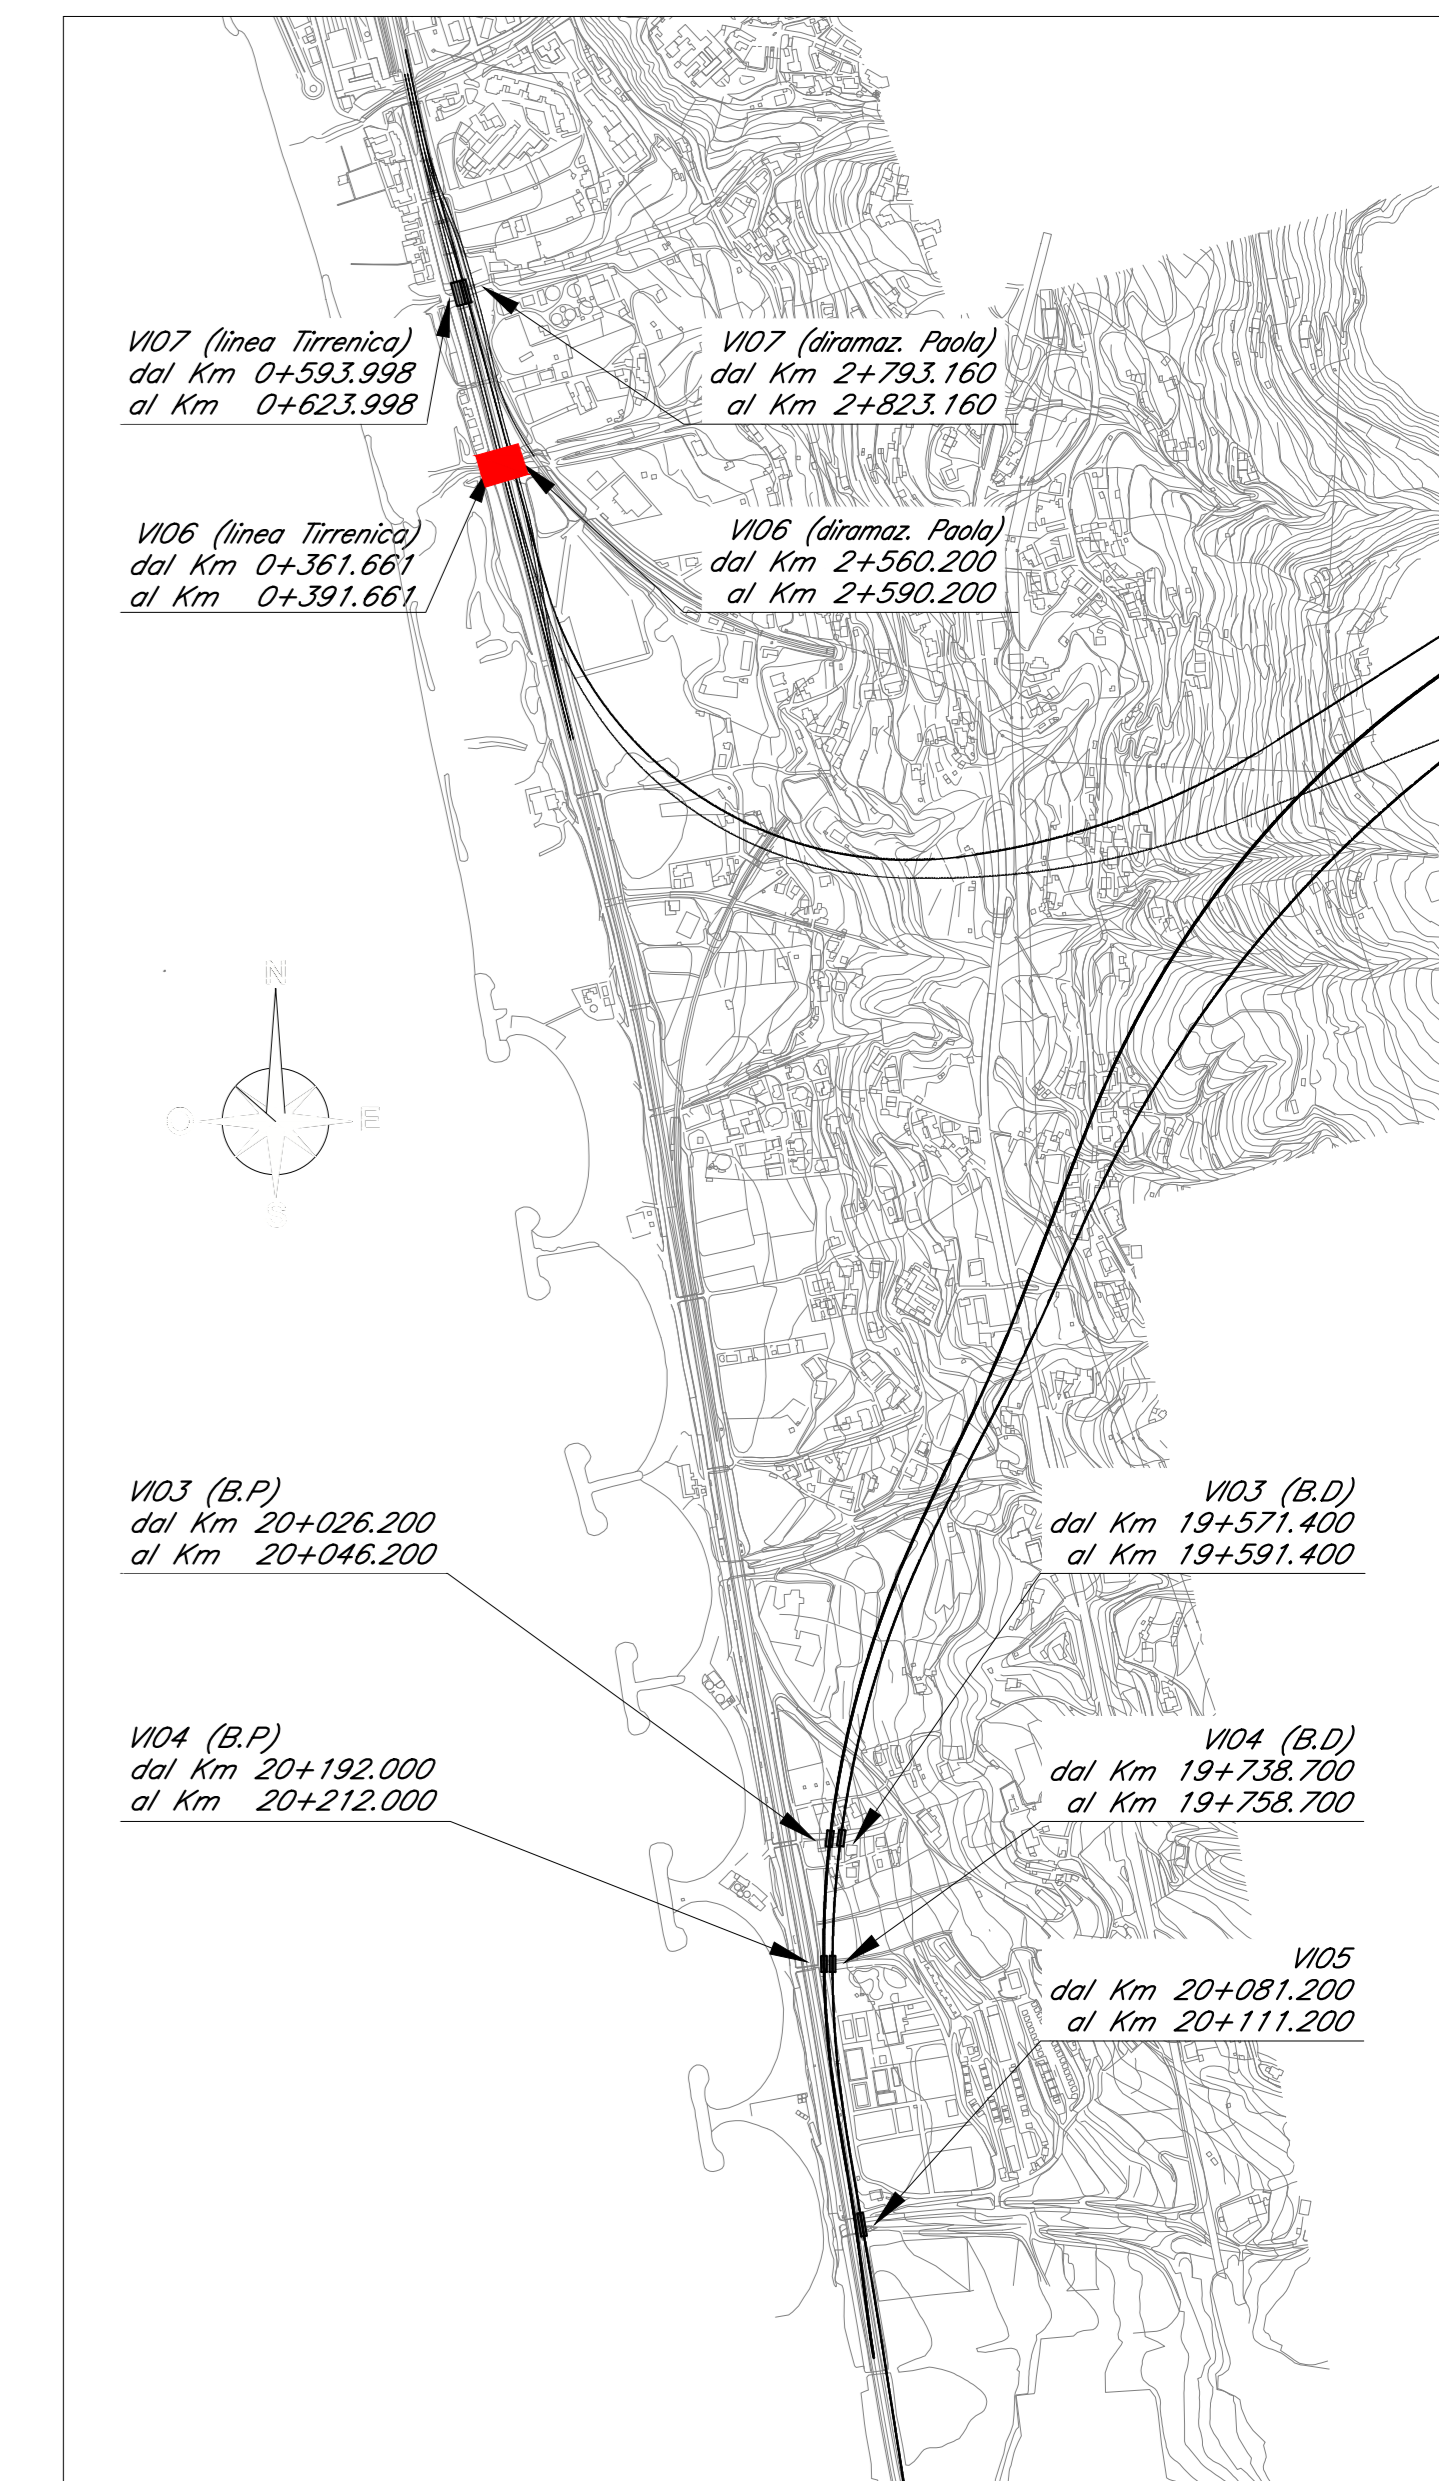 VI07 (linea Tirrenica)
dal Km 0+593.998
al Km 0+623.998
VI07 (diramaz. Paola)
dal Km 2+793.160
al Km 2+823.160
VI06 (linea Tirrenica)
dal Km 0+361.661
al Km 0+391.661
VI06 (diramaz. Paola)
dal Km 2+560.200
al Km 2+590.200
N
O
E
S
VI03 (B.P)
dal Km 20+026.200
al Km 20+046.200
VI03 (B.D)
dal Km 19+571.400
al Km 19+591.400
VI04 (B.P)
dal Km 20+192.000
al Km 20+212.000
VI04 (B.D)
dal Km 19+738.700
al Km 19+758.700
VI05
dal Km 20+081.200
al Km 20+111.200